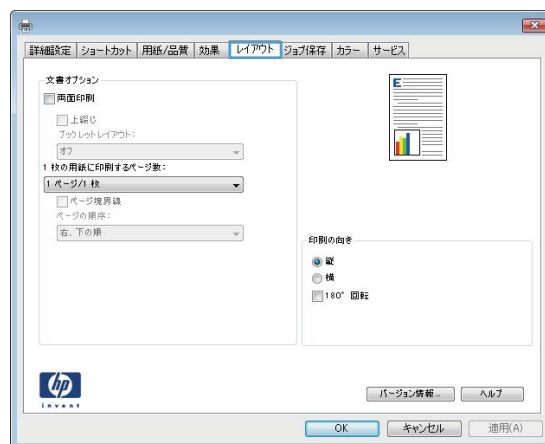 詳細設定 ショートカット 用紙/品質 効果 レイアウト ジョブ保存 カラー サービス
文書オプション
両面印刷
上綴じ
ブックレットレイアウト:
オフ
1 枚の用紙に印刷するページ数:
1 ページ/1 枚
ページ境界線
ページの順序:
右、下の順
E
印刷の向き
縦
横
180° 回転
hp
invent
バージョン情報... ヘルプ
OK キャンセル 適用(A)